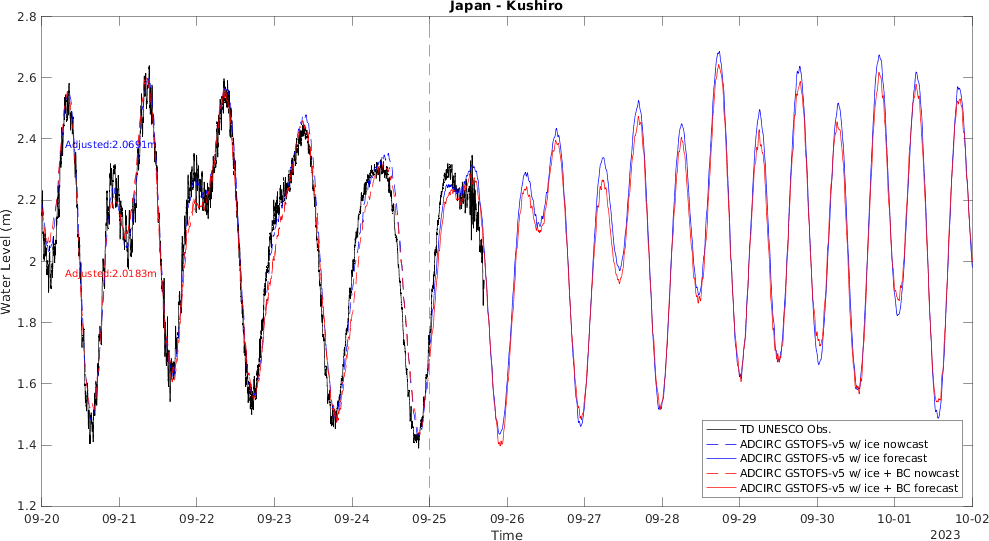 Japan - Kushiro
2.8
2.6
2.4
2.2
2
1.8
1.6
1.4
1.2
Water Level (m)
Adjusted:2.0691m
Adjusted:2.0183m
TD UNESCO Obs.
ADCIRC GSTOFS-v5 w/ ice nowcast
ADCIRC GSTOFS-v5 w/ ice forecast
ADCIRC GSTOFS-v5 w/ ice + BC nowcast
ADCIRC GSTOFS-v5 w/ ice + BC forecast
09-20 09-21 09-22 09-23 09-24 09-25 09-26 09-27 09-28 09-29 09-30 10-01 10-02
Time
2023